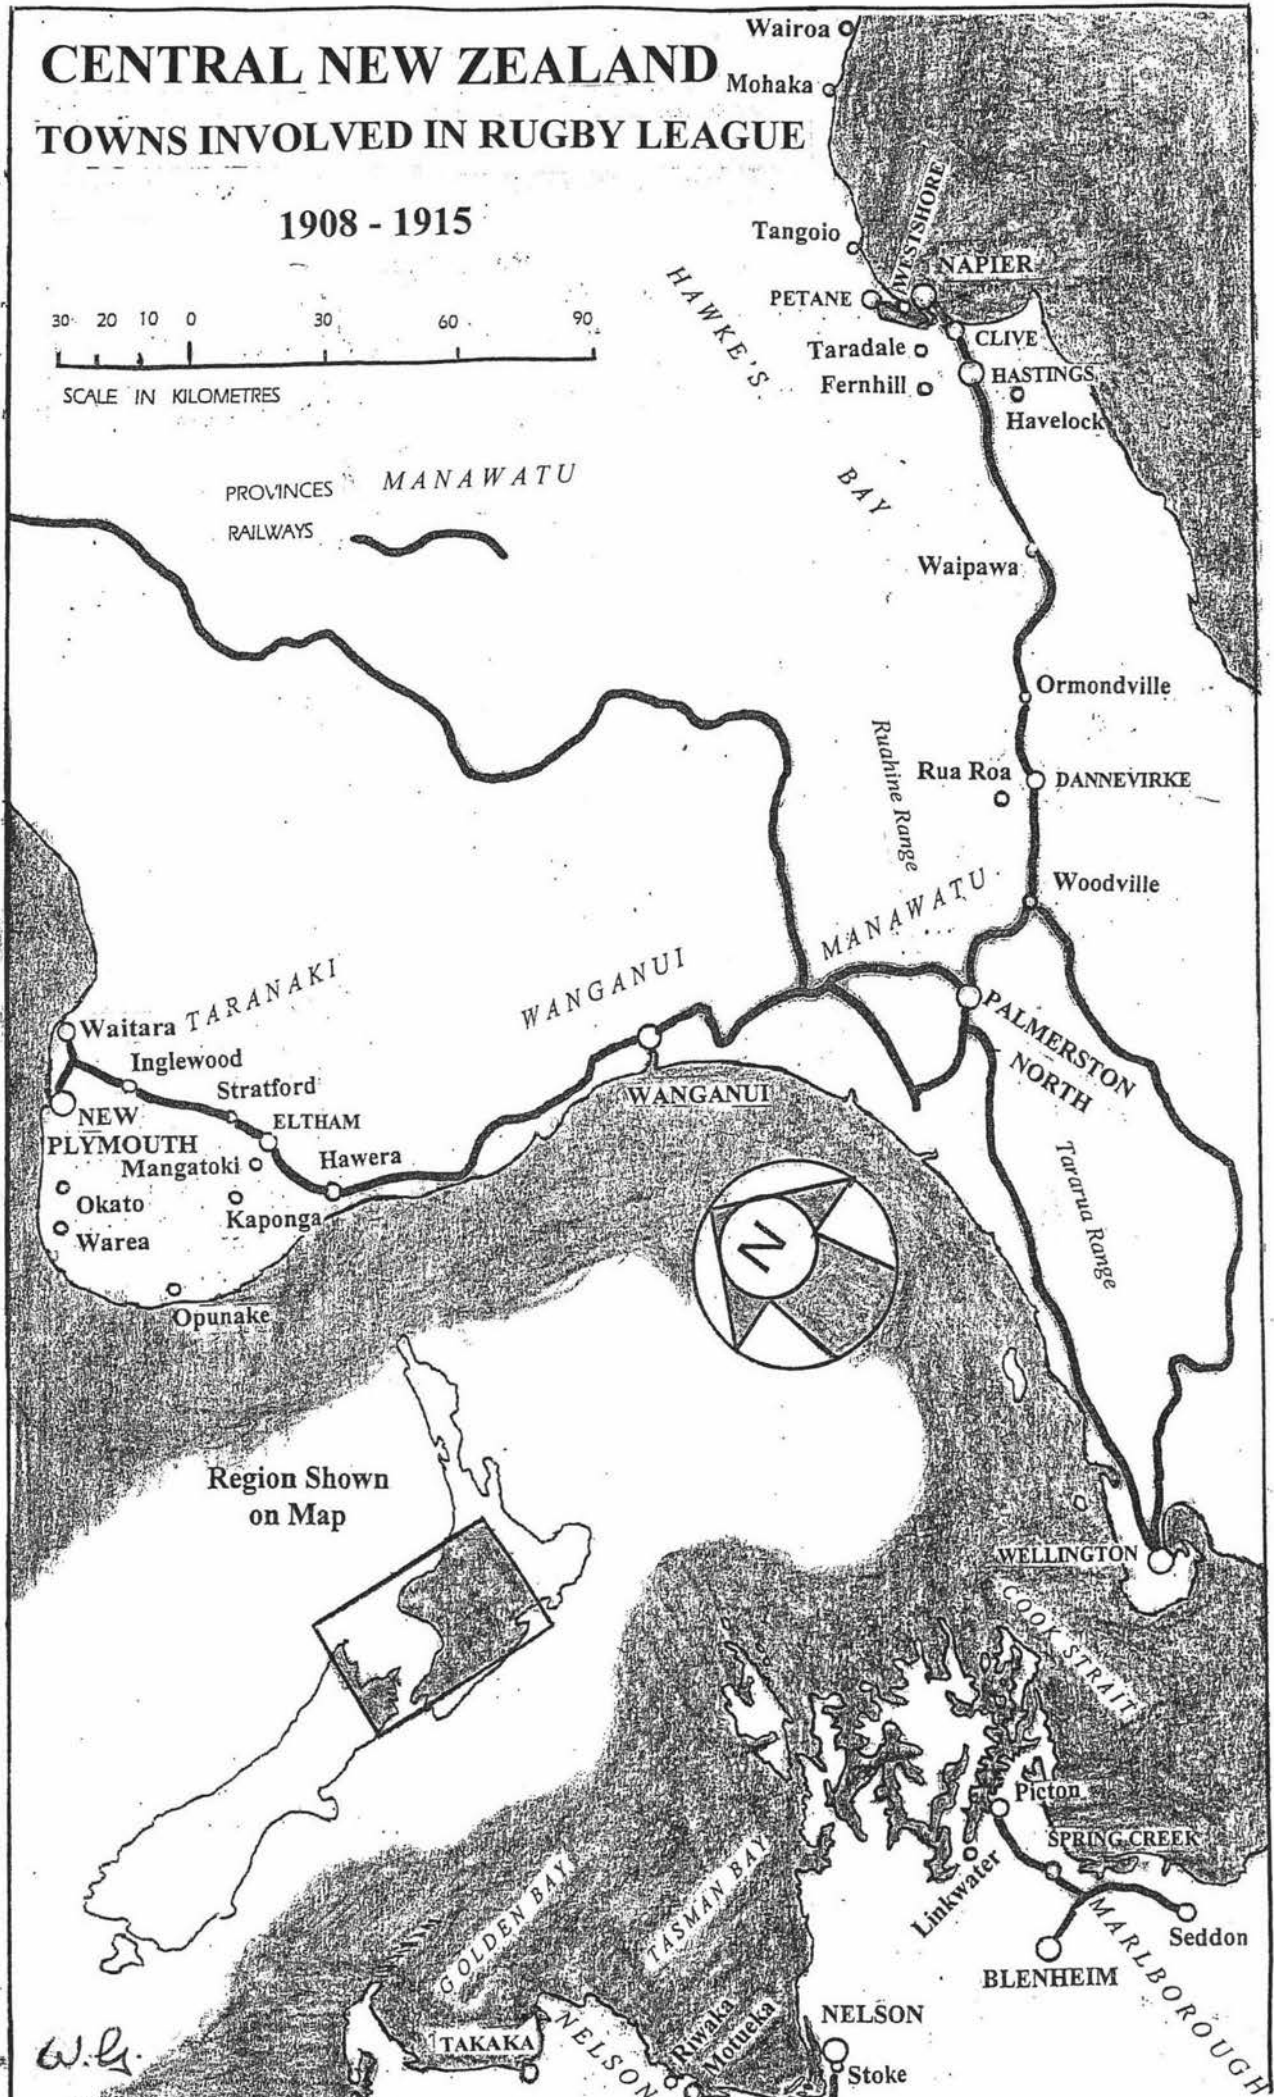 CENTRAL NEW ZEALAND
TOWNS INVOLVED IN RUGBY LEAGUE
1908 - 1915
30 20 10 0 30 60 90
SCALE IN KILOMETRES
PROVINCES MANAWATU
RAILWAYS
Wairoa
Mohaka
Tangoio
WESTSHORE
NAPIER
PETANE
CLIVE
Taradale
HASTINGS
Fernhill
Havelock
HAWKE'S
BAY
Waipawa
Ormondville
Ruahine Range
Rua Roa
DANNEVIRKE
Woodville
MANAWATU
WANGANUI
TARANAKI
Waitara
Inglewood
Stratford
NEW
PLYMOUTH
ELTHAM
Mangatoki
Hawera
Okato
Kaponga
Warea
Opunake
WANGANUI
PALMERSTON
NORTH
Tararua Range
N
Region Shown
on Map
WELLINGTON
COOK STRAIT
Picton
SPRING CREEK
Linkwater
Seddon
BLENHEIM
MARLBOROUGH
GOLDEN BAY
TASMAN BAY
TAKAKA
NELSON
Riwaka
Motueka
NELSON
Stoke
W.G.